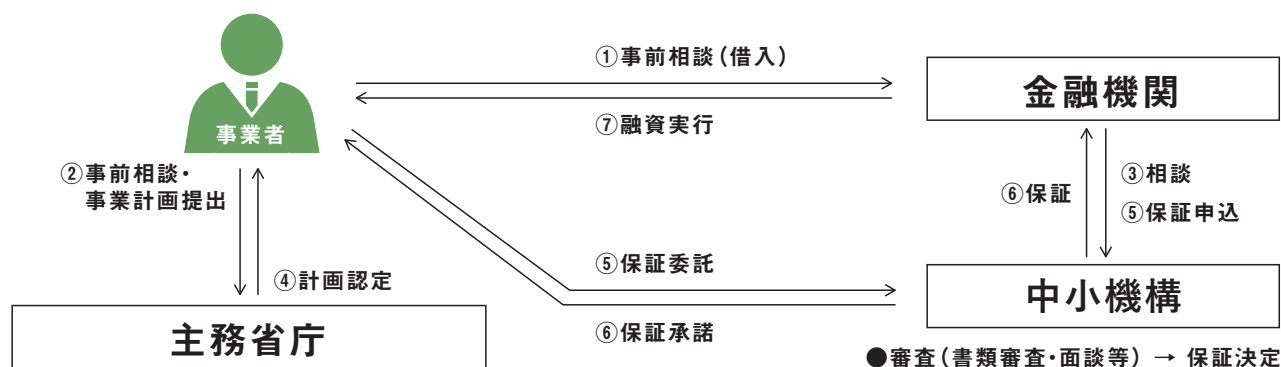 ①事前相談(借入)
金融機関
事業者
⑦融資実行
②事前相談・
事業計画提出
③相談
⑥保証
⑤保証申込
④計画認定
⑤保証委託
中小機構
主務省庁
⑥保証承諾
●審査(書類審査・面談等) → 保証決定